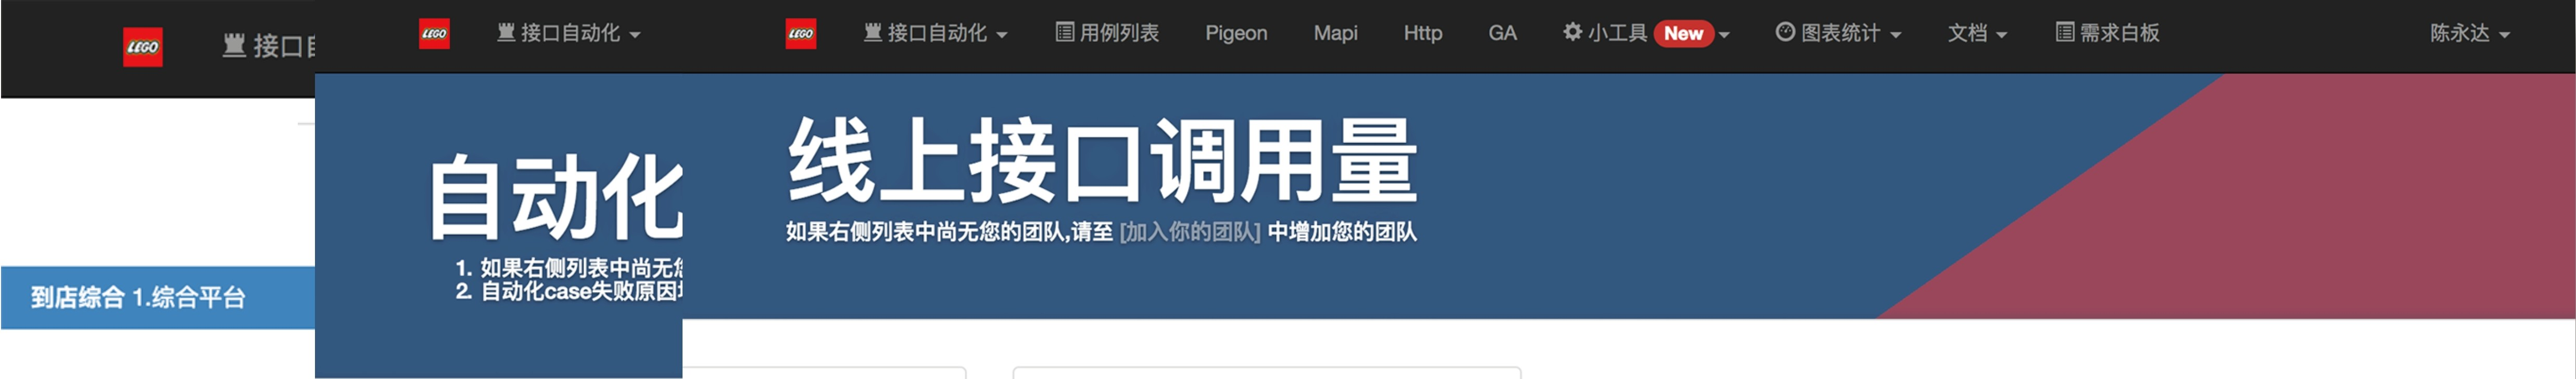 LEGO 接口自
到店综合 1.综合平台
LEGO 接口自动化
自动化
1. 如果右侧列表中尚无
2. 自动化case失败原因
LEGO 接口自动化 用例列表 Pigeon Mapi Http GA 小工具 New 图表统计 文档 需求白板 陈永达
线上接口调用量
如果右侧列表中尚无您的团队,请至 [加入你的团队] 中增加您的团队